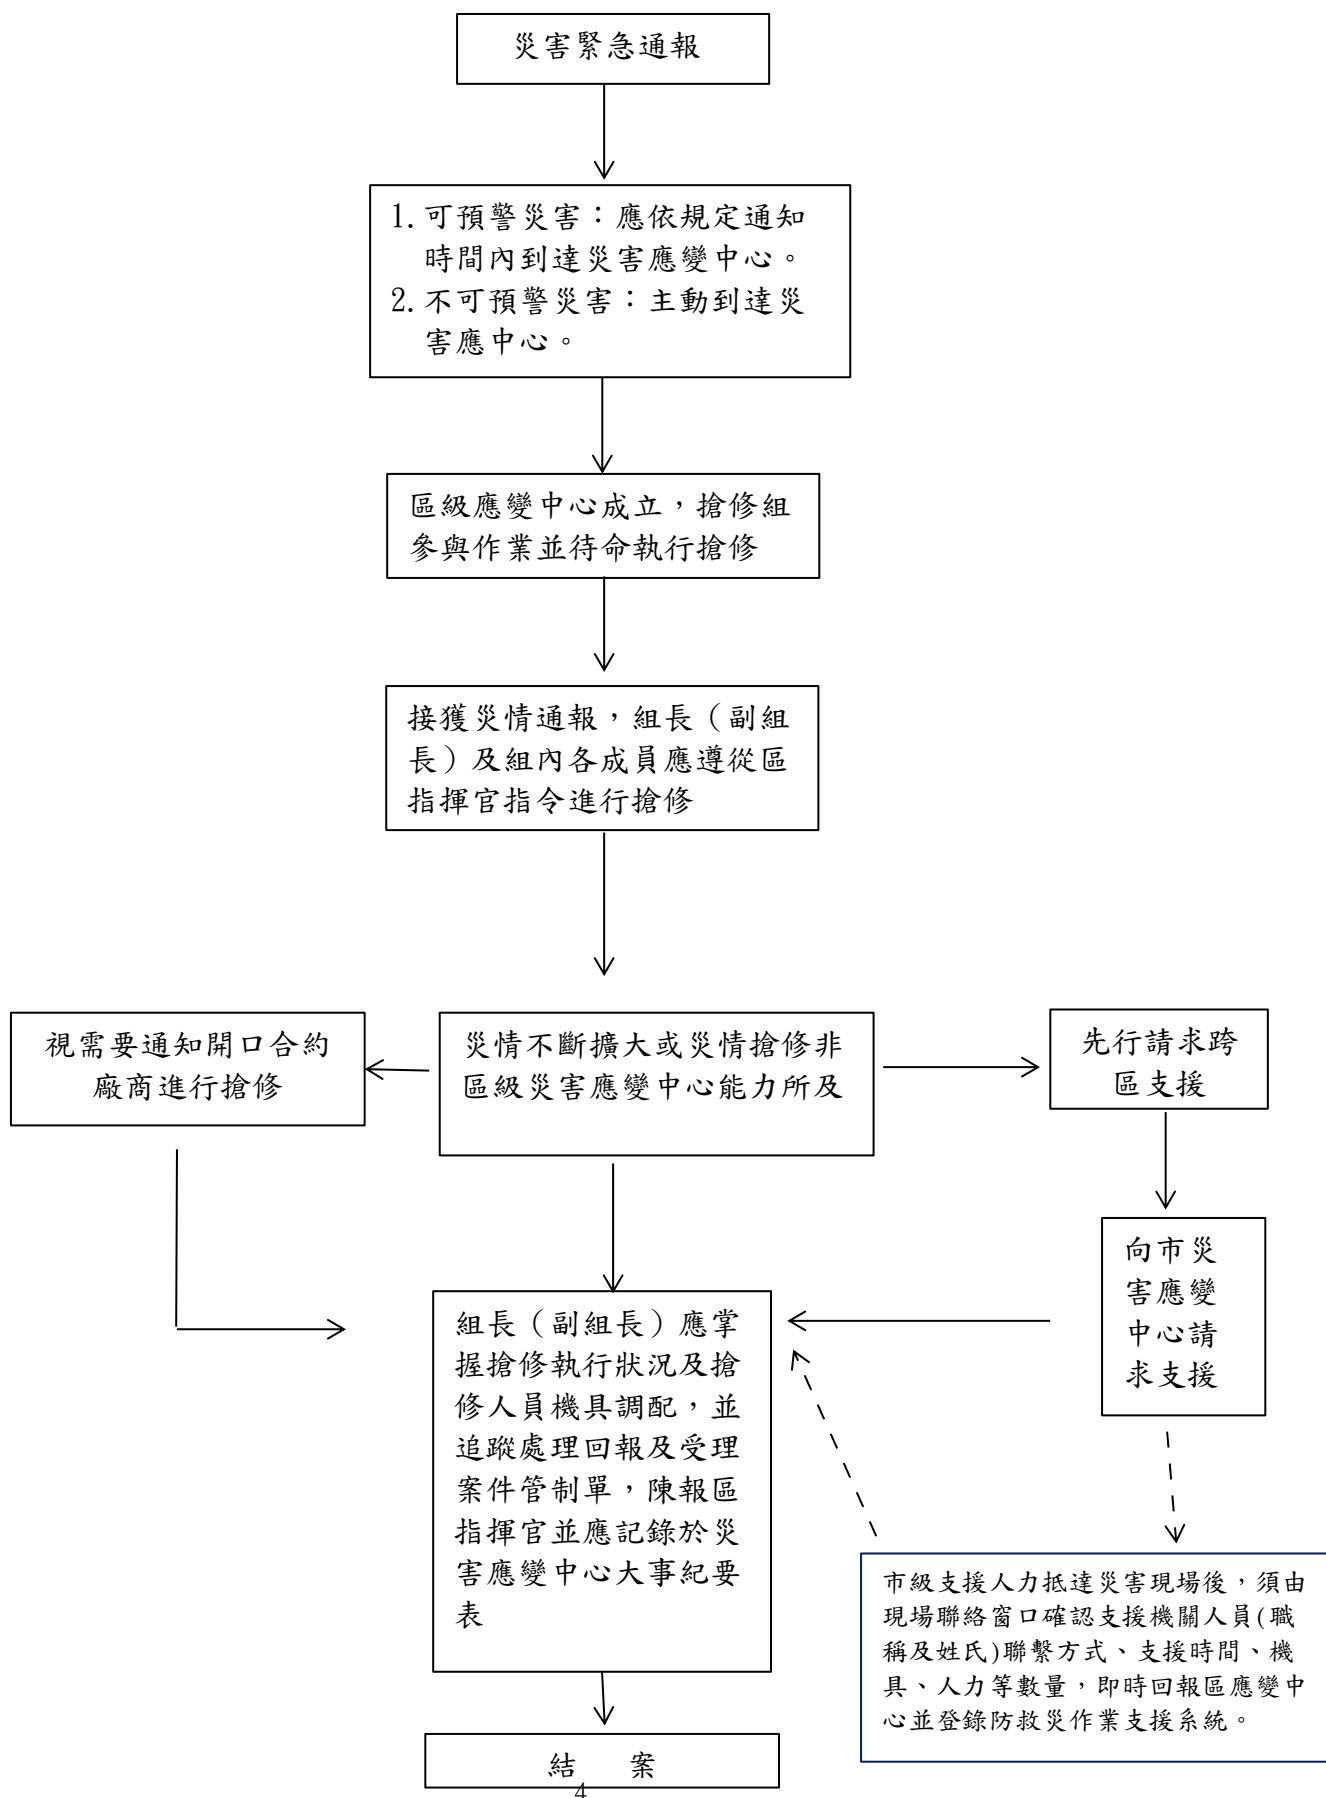 災害緊急通報
1.可預警災害：應依規定通知
時間內到達災害應變中心。
2.不可預警災害：主動到達災
害應中心。
區級應變中心成立，搶修組
參與作業並待命執行搶修
接獲災情通報，組長（副組
長）及組內各成員應遵從區
指揮官指令進行搶修
視需要通知開口合約
廠商進行搶修
災情不斷擴大或災情搶修非
區級災害應變中心能力所及
先行請求跨
區支援
向市災
害應變
中心請
求支援
組長（副組長）應掌
握搶修執行狀況及搶
修人員機具調配，並
追蹤處理回報及受理
案件管制單，陳報區
指揮官並應記錄於災
害應變中心大事紀要
表
市級支援人力抵達災害現場後，須由
現場聯絡窗口確認支援機關人員(職
稱及姓氏)聯繫方式、支援時間、機
具、人力等數量，即時回報區應變中
心並登錄防救災作業支援系統。
結　案
4